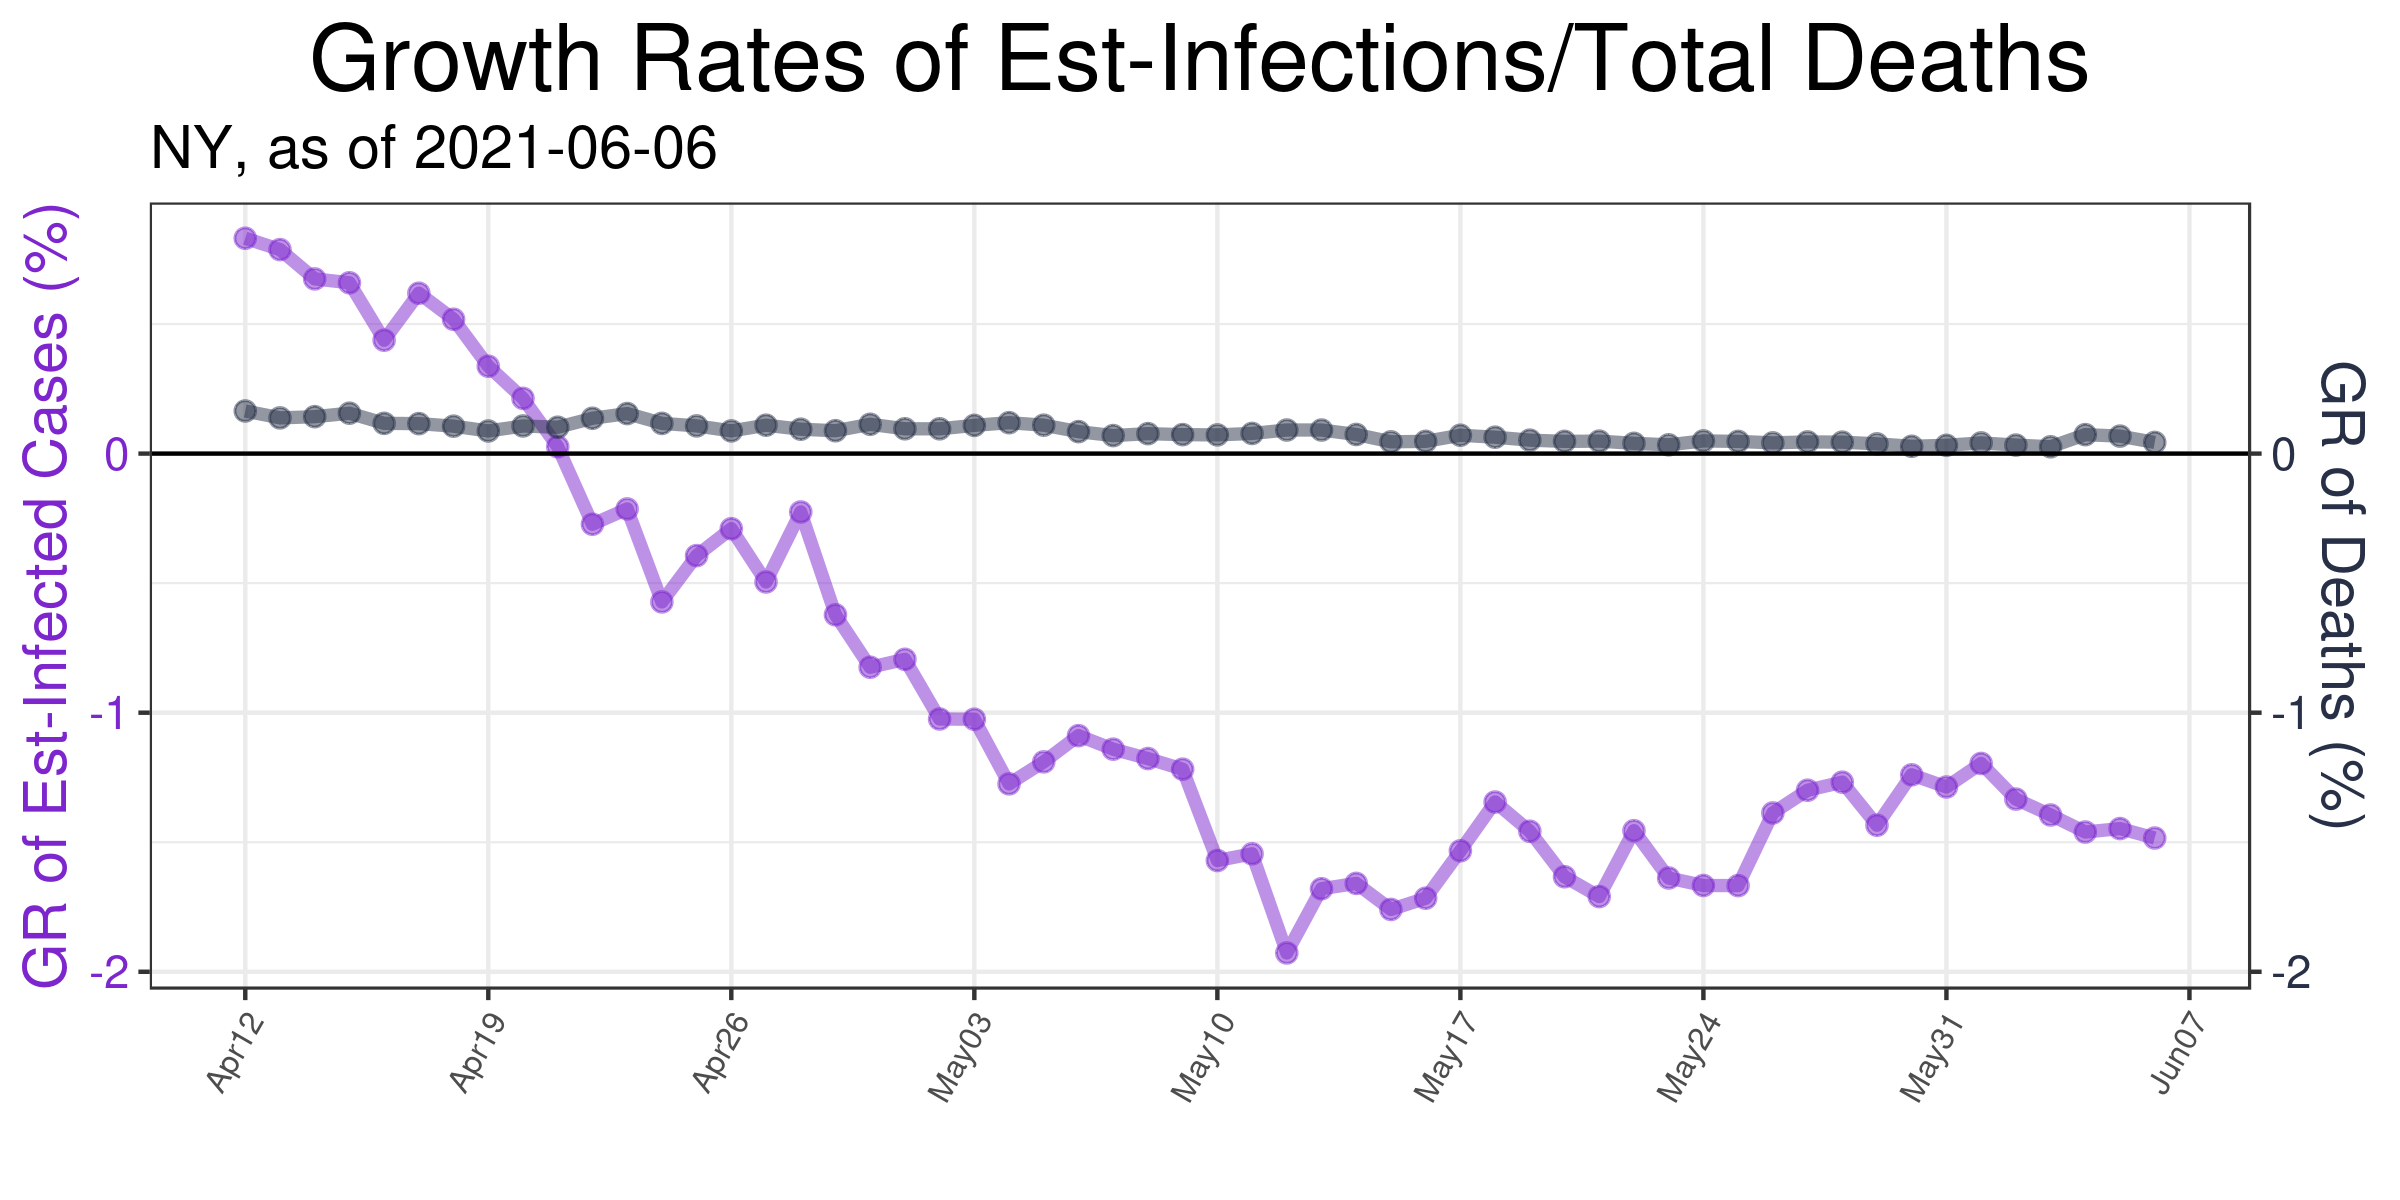 Growth Rates of Est-Infections/Total Deaths
NY, as of 2021-06-06
GR of Est-Infected Cases (%)
0
-1
-2
0
-1
-2
GR of Deaths (%)
Apr12
Apr19
Apr26
May03
May10
May17
May24
May31
Jun07